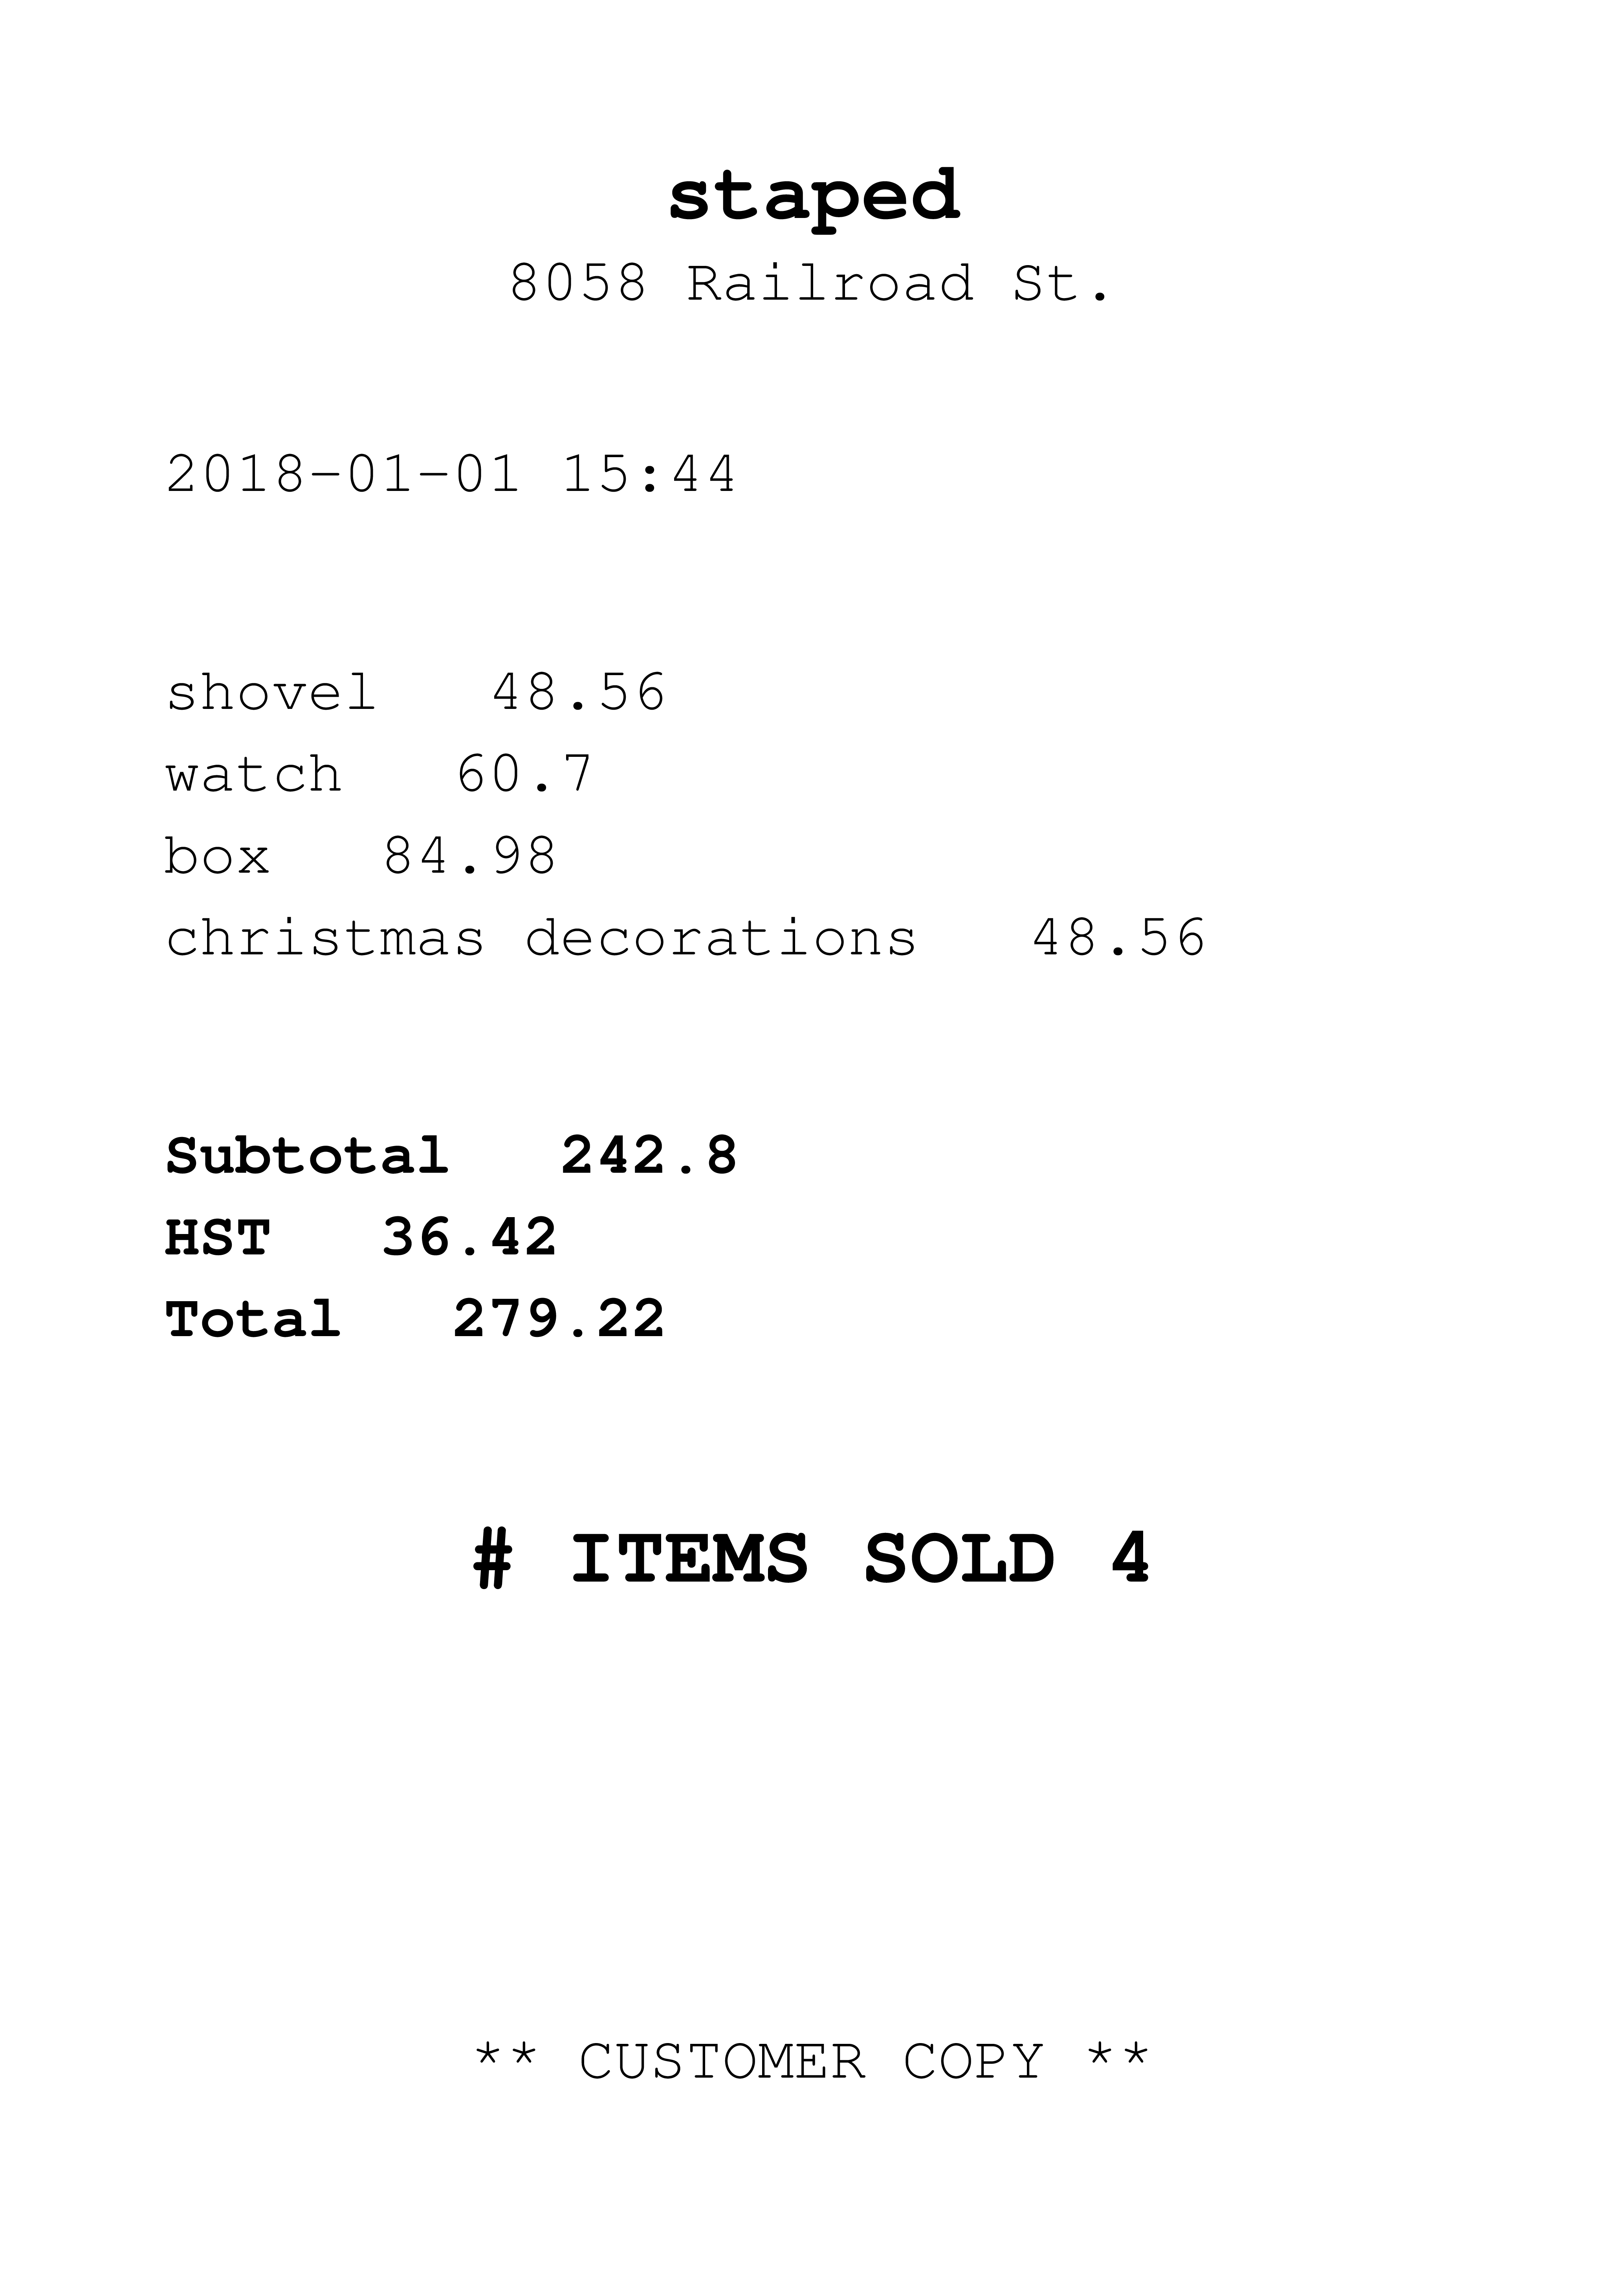 staped
8058 Railroad St.
2018-01-01 15:44
shovel   48.56
watch   60.7
box   84.98
christmas decorations   48.56
Subtotal   242.8
HST   36.42
Total   279.22
# ITEMS SOLD 4
** CUSTOMER COPY **